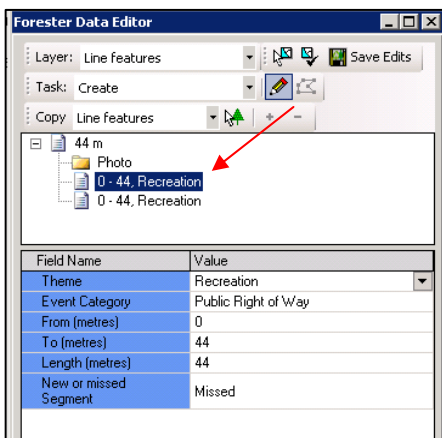 Forester Data Editor
Layer: Line features Save Edits
Task: Create
Copy Line features
44 m
Photo
0 - 44, Recreation
0 - 44, Recreation
Field Name Value
Theme Recreation
Event Category Public Right of Way
From (metres) 0
To (metres) 44
Length (metres) 44
New or missed
Segment Missed